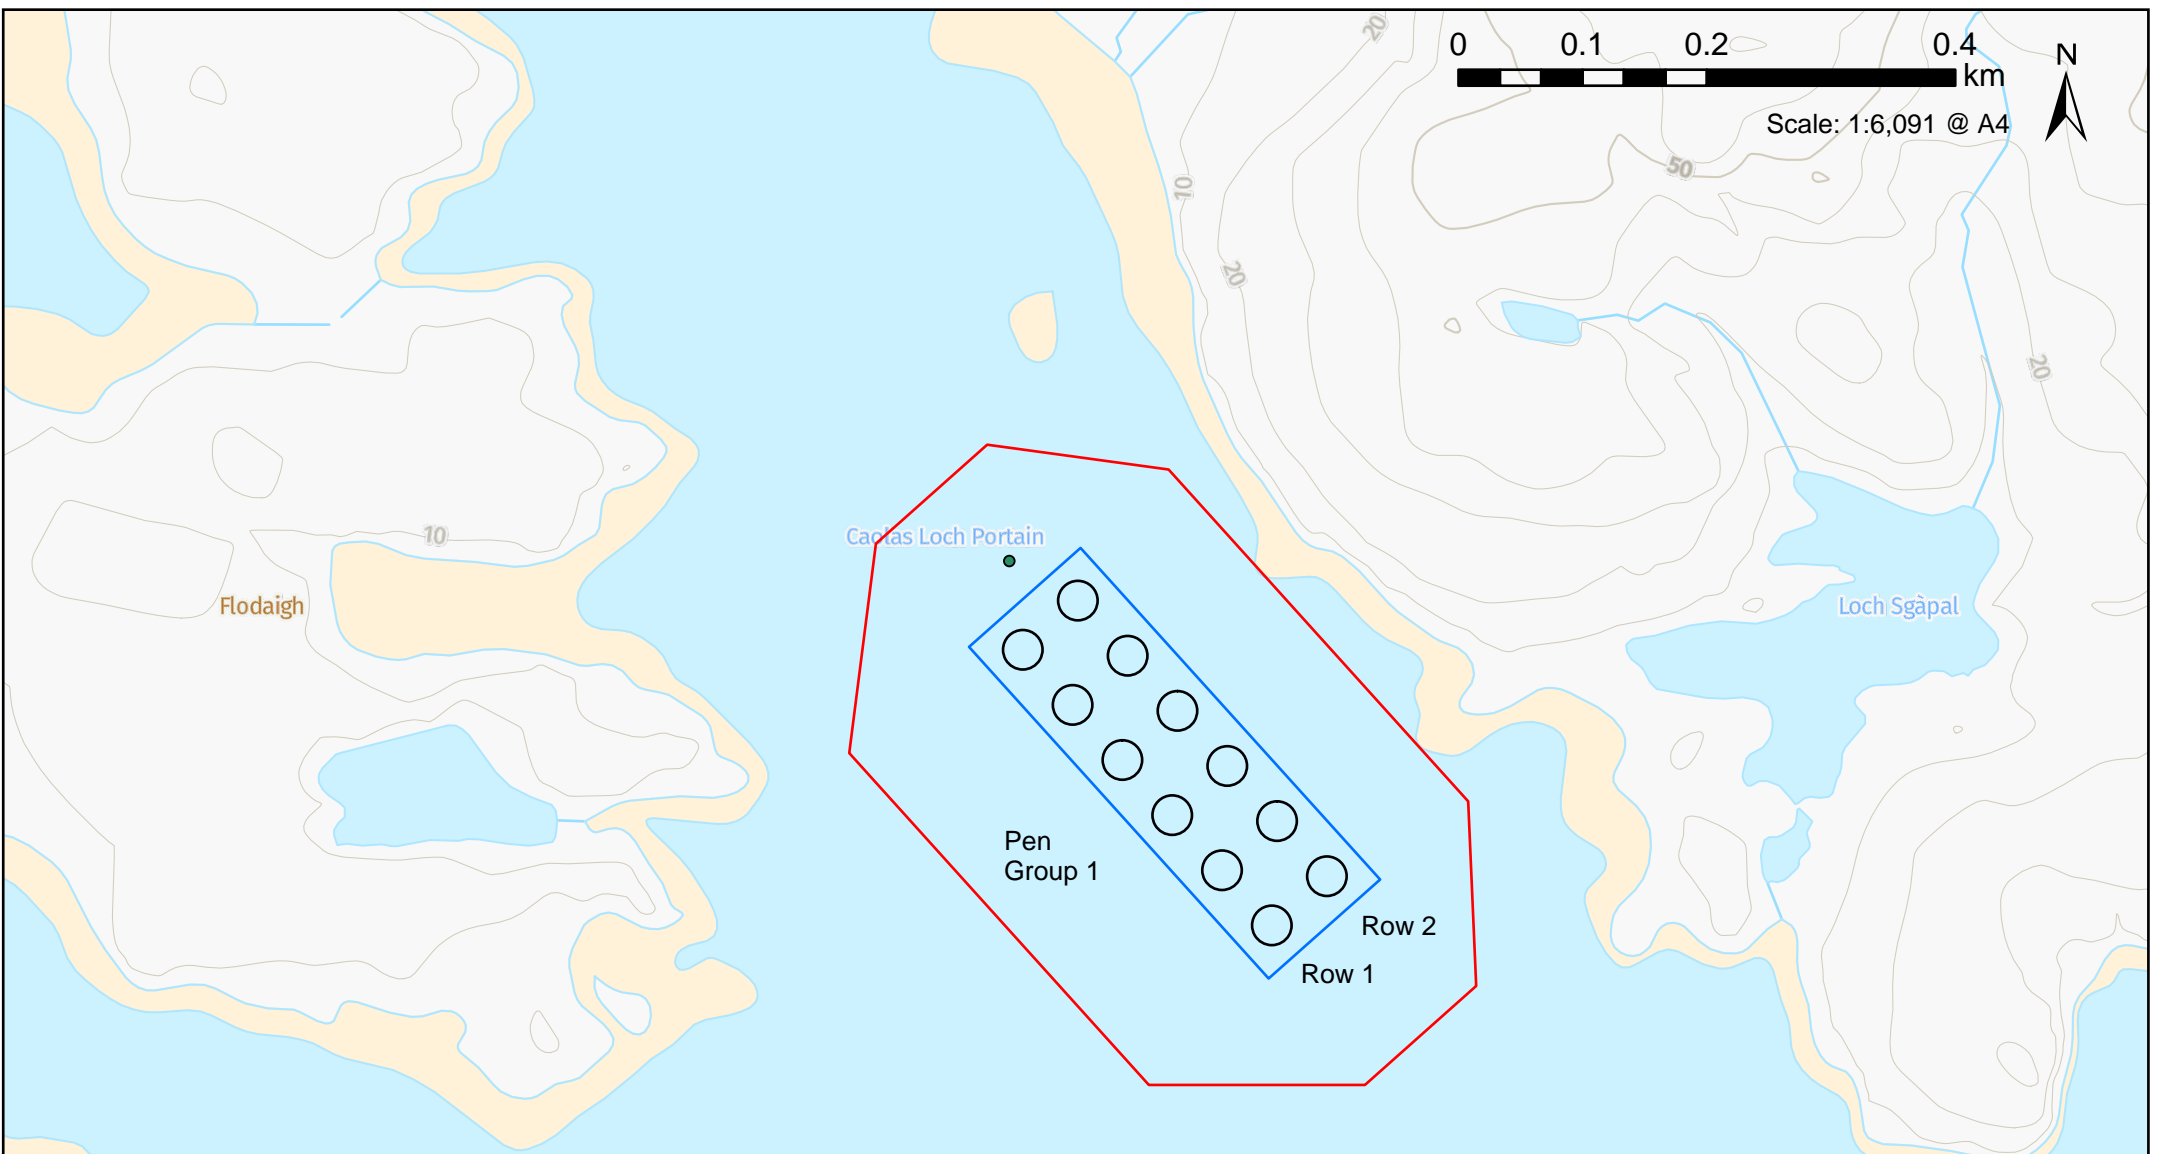 20
0 0.1 0.2 0.4
km
N
Scale: 1:6,091 @ A4
50
10
20
20
Caolas Loch Portain
10
Flodaigh
Loch Sgàpal
Pen
Group 1
Row 2
Row 1